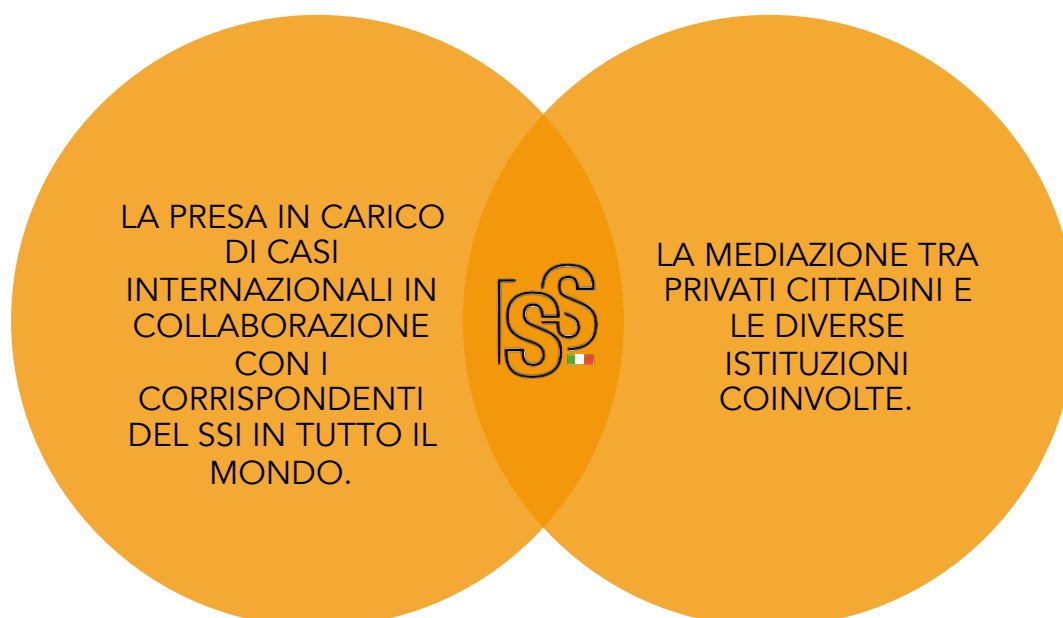 LA PRESA IN CARICO
DI CASI
INTERNAZIONALI IN
COLLABORAZIONE
CON I
CORRISPONDENTI
DEL SSI IN TUTTO IL
MONDO.
ISS
LA MEDIAZIONE TRA
PRIVATI CITTADINI E
LE DIVERSE
ISTITUZIONI
COINVOLTE.